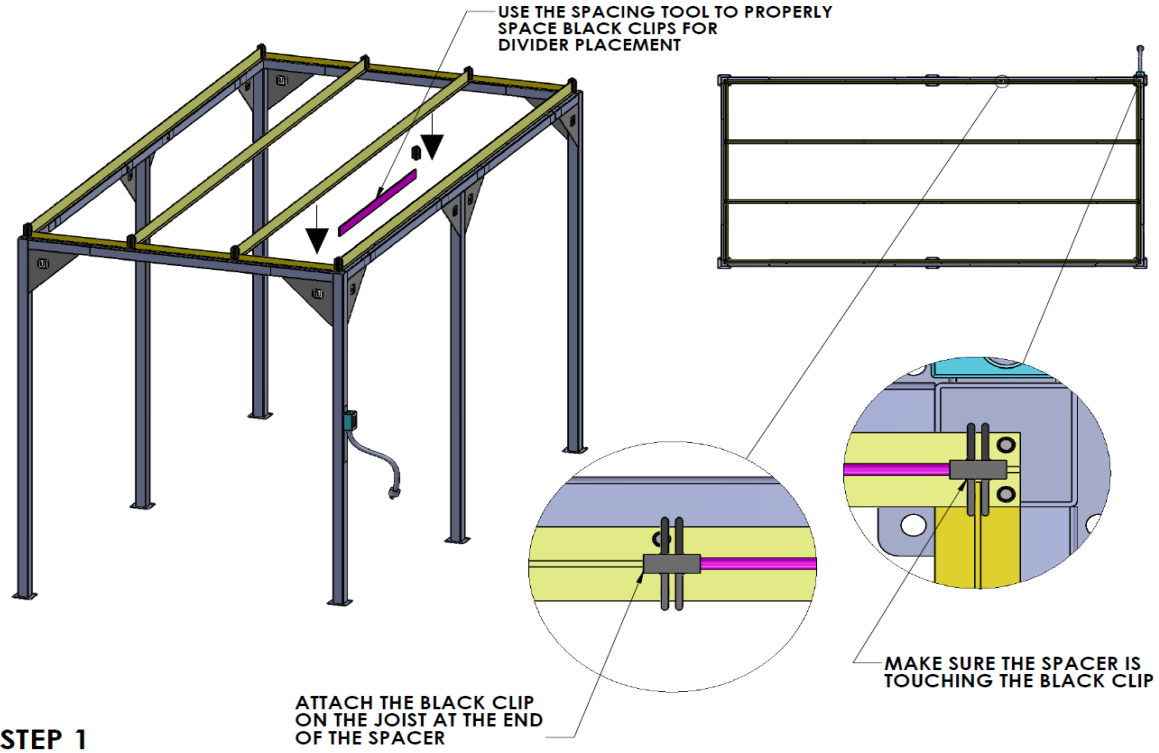 USE THE SPACING TOOL TO PROPERLY
SPACE BLACK CLIPS FOR
DIVIDER PLACEMENT
MAKE SURE THE SPACER IS
TOUCHING THE BLACK CLIP
ATTACH THE BLACK CLIP
ON THE JOIST AT THE END
OF THE SPACER
STEP 1